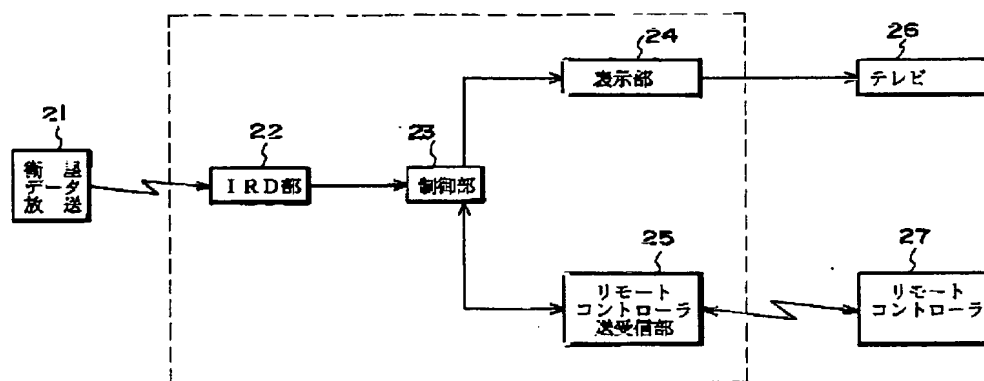 24
表示部
26
テレビ
21
衛星
データ
放送
22
IRD部
23
制御部
25
リモート
コントローラ
送受信部
27
リモート
コントローラ